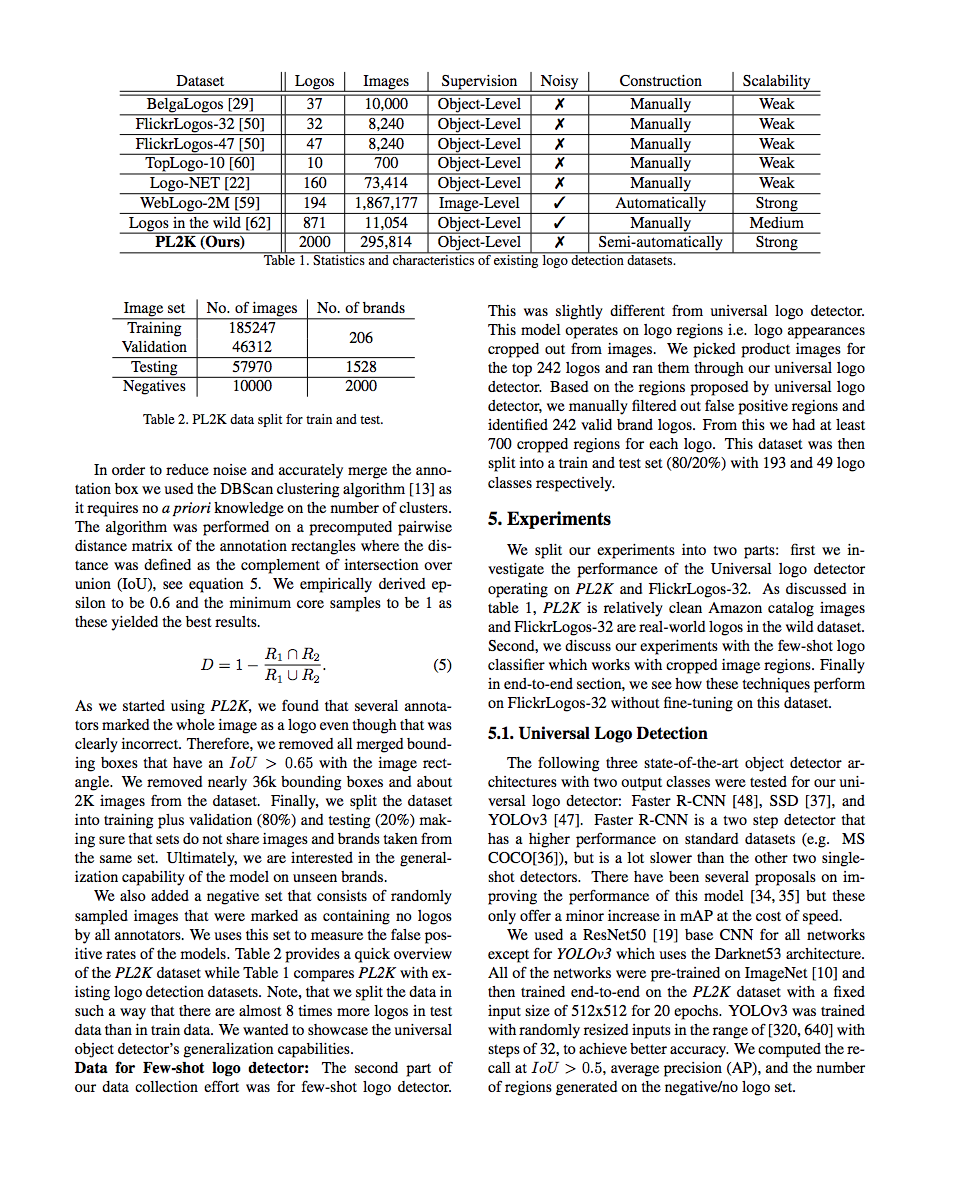 Dataset Logos Images Supervision Noisy Construction Scalability
BelgaLogos [29] 37 10,000 Object-Level ✗ Manually Weak
FlickrLogos-32 [50] 32 8,240 Object-Level ✗ Manually Weak
FlickrLogos-47 [50] 47 8,240 Object-Level ✗ Manually Weak
TopLogo-10 [60] 10 700 Object-Level ✗ Manually Weak
Logo-NET [22] 160 73,414 Object-Level ✗ Manually Weak
WebLogo-2M [59] 194 1,867,177 Image-Level ✓ Automatically Strong
Logos in the wild [62] 871 11,054 Object-Level ✓ Manually Medium
PL2K (Ours) 2000 295,814 Object-Level ✗ Semi-automatically Strong
Table 1. Statistics and characteristics of existing logo detection datasets.
Image set No. of images No. of brands
Training 185247
206
Validation 46312
Testing 57970 1528
Negatives 10000 2000
Table 2. PL2K data split for train and test.
In order to reduce noise and accurately merge the anno-
tation box we used the DBScan clustering algorithm [13] as
it requires no a priori knowledge on the number of clusters.
The algorithm was performed on a precomputed pairwise
distance matrix of the annotation rectangles where the dis-
tance was defined as the complement of intersection over
union (IoU), see equation 5. We empirically derived ep-
silon to be 0.6 and the minimum core samples to be 1 as
these yielded the best results.
D = 1 − R₁ ∩ R₂ / R₁ ∪ R₂. (5)
As we started using PL2K, we found that several annota-
tors marked the whole image as a logo even though that was
clearly incorrect. Therefore, we removed all merged bound-
ing boxes that have an IoU > 0.65 with the image rect-
angle. We removed nearly 36k bounding boxes and about
2K images from the dataset. Finally, we split the dataset
into training plus validation (80%) and testing (20%) mak-
ing sure that sets do not share images and brands taken from
the same set. Ultimately, we are interested in the general-
ization capability of the model on unseen brands.
We also added a negative set that consists of randomly
sampled images that were marked as containing no logos
by all annotators. We uses this set to measure the false pos-
itive rates of the models. Table 2 provides a quick overview
of the PL2K dataset while Table 1 compares PL2K with ex-
isting logo detection datasets. Note, that we split the data in
such a way that there are almost 8 times more logos in test
data than in train data. We wanted to showcase the universal
object detector's generalization capabilities.
Data for Few-shot logo detector: The second part of
our data collection effort was for few-shot logo detector.
This was slightly different from universal logo detector.
This model operates on logo regions i.e. logo appearances
cropped out from images. We picked product images for
the top 242 logos and ran them through our universal logo
detector. Based on the regions proposed by universal logo
detector, we manually filtered out false positive regions and
identified 242 valid brand logos. From this we had at least
700 cropped regions for each logo. This dataset was then
split into a train and test set (80/20%) with 193 and 49 logo
classes respectively.
5. Experiments
We split our experiments into two parts: first we in-
vestigate the performance of the Universal logo detector
operating on PL2K and FlickrLogos-32. As discussed in
table 1, PL2K is relatively clean Amazon catalog images
and FlickrLogos-32 are real-world logos in the wild dataset.
Second, we discuss our experiments with the few-shot logo
classifier which works with cropped image regions. Finally
in end-to-end section, we see how these techniques perform
on FlickrLogos-32 without fine-tuning on this dataset.
5.1. Universal Logo Detection
The following three state-of-the-art object detector ar-
chitectures with two output classes were tested for our uni-
versal logo detector: Faster R-CNN [48], SSD [37], and
YOLOv3 [47]. Faster R-CNN is a two step detector that
has a higher performance on standard datasets (e.g. MS
COCO[36]), but is a lot slower than the other two single-
shot detectors. There have been several proposals on im-
proving the performance of this model [34, 35] but these
only offer a minor increase in mAP at the cost of speed.
We used a ResNet50 [19] base CNN for all networks
except for YOLOv3 which uses the Darknet53 architecture.
All of the networks were pre-trained on ImageNet [10] and
then trained end-to-end on the PL2K dataset with a fixed
input size of 512x512 for 20 epochs. YOLOv3 was trained
with randomly resized inputs in the range of [320, 640] with
steps of 32, to achieve better accuracy. We computed the re-
call at IoU > 0.5, average precision (AP), and the number
of regions generated on the negative/no logo set.